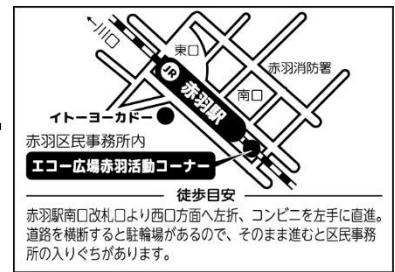 ←川口
東口
JR 赤羽駅
赤羽消防署
南口
イトーヨーカドー
赤羽区民事務所内
エコー広場赤羽活動コーナー
徒歩目安
赤羽駅南口改札口より西口方面へ左折、コンビニを左手に直進。
道路を横断すると駐輪場があるので、そのまま進むと区民事務
所の入りぐちがあります。